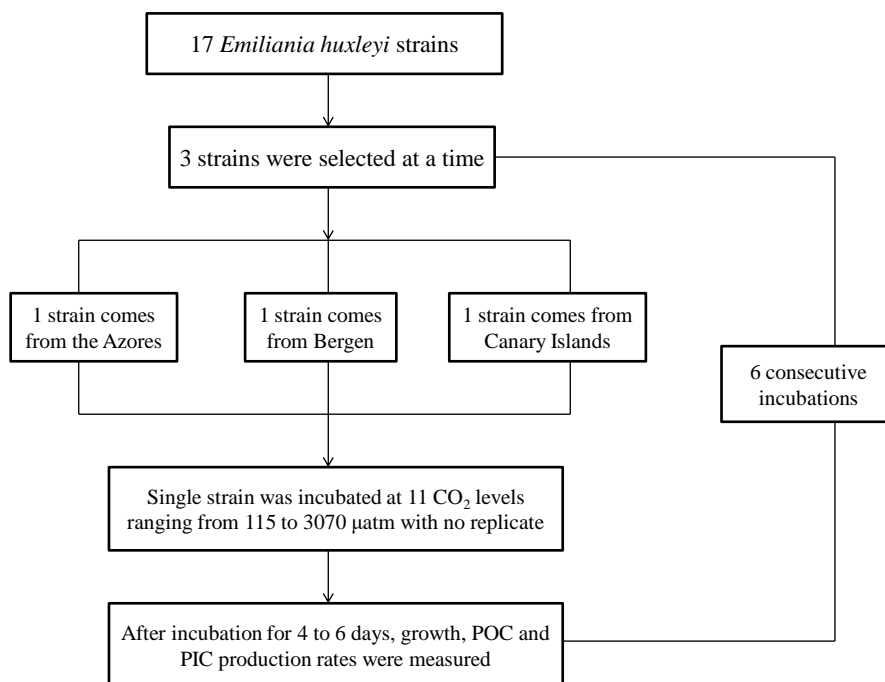 17 Emiliania huxleyi strains
3 strains were selected at a time
1 strain comes
from the Azores
1 strain comes
from Bergen
1 strain comes from
Canary Islands
6 consecutive
incubations
Single strain was incubated at 11 CO₂ levels
ranging from 115 to 3070 μatm with no replicate
After incubation for 4 to 6 days, growth, POC and
PIC production rates were measured